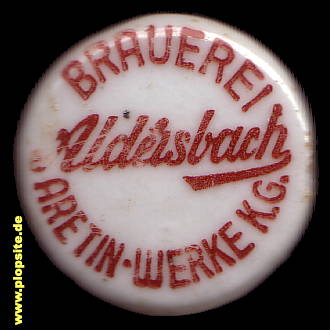 BRAUEREI
Aldersbach
ARETIN-WERKE K.G.
www.plopsite.de